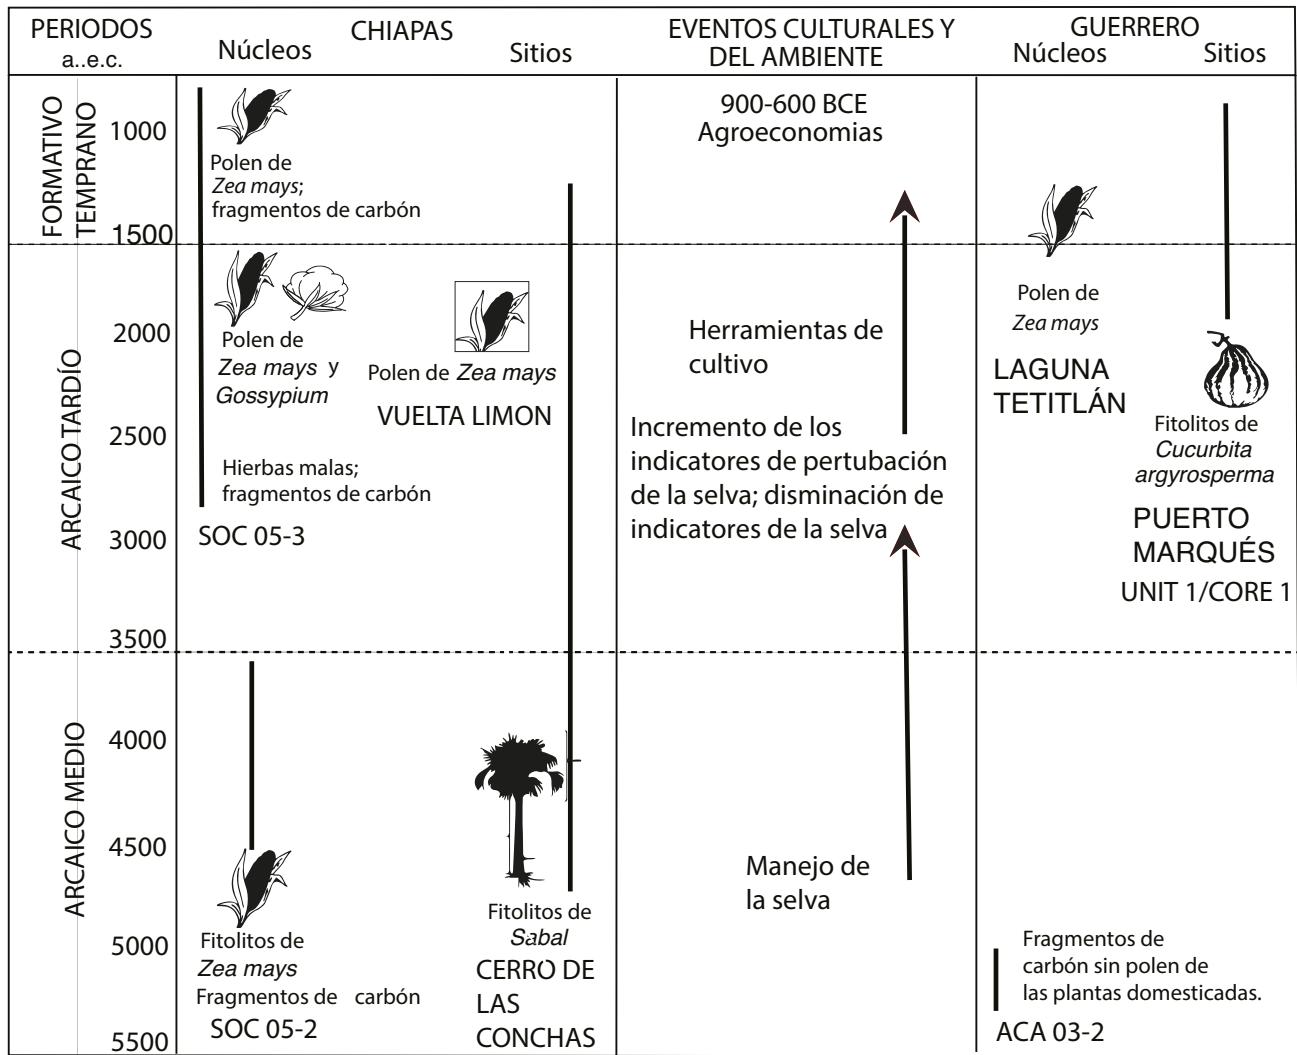 PERIODOS
a..e.c.
CHIAPAS
Núcleos
Sitios
EVENTOS CULTURALES Y
DEL AMBIENTE
GUERRERO
Núcleos
Sitios
FORMATIVO
TEMPRANO
1000
1500
ARCAICO TARDÍO
2000
2500
3000
3500
ARCAICO MEDIO
4000
4500
5000
5500
Polen de
Zea mays;
fragmentos de carbón
Polen de
Zea mays y
Gossypium
Hierbas malas;
fragmentos de carbón
SOC 05-3
Fitolitos de
Zea mays
Fragmentos de carbón
SOC 05-2
Polen de Zea mays
VUELTA LIMON
Fitolitos de
Sabal
CERRO DE
LAS
CONCHAS
900-600 BCE
Agroeconomias
Herramientas de
cultivo
Incremento de los
indicatores de pertubación
de la selva; disminación de
indicatores de la selva
Manejo de
la selva
Polen de
Zea mays
LAGUNA
TETITLÁN
Fragmentos de
carbón sin polen de
las plantas domesticadas.
ACA 03-2
Fitolitos de
Cucurbita
argyrosperma
PUERTO
MARQUÉS
UNIT 1/CORE 1